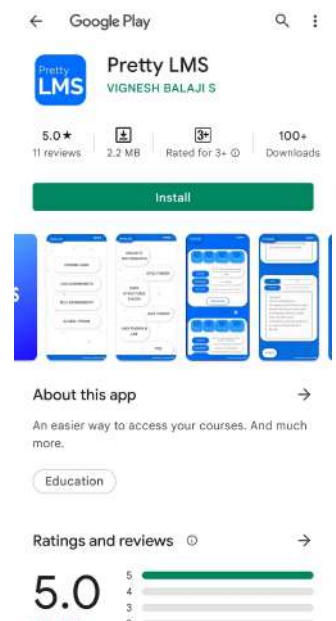 Google Play
Pretty
LMS
Pretty LMS
VIGNESH BALAJI S
5.0★
11 reviews
2.2 MB
3+
Rated for 3+
100+
Downloads
Install
S
About this app
An easier way to access your courses. And much
more.
Education
Ratings and reviews
5.0
5
4
3